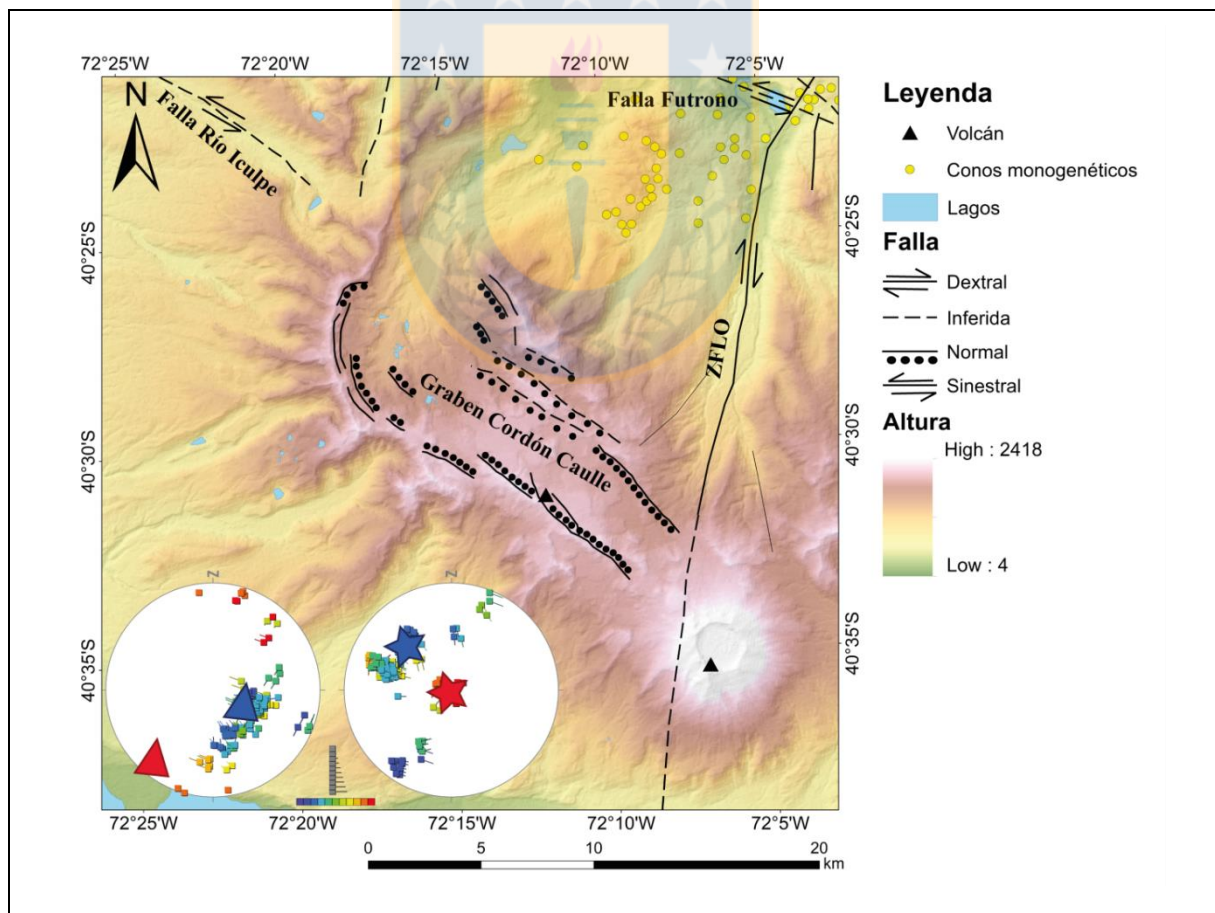 72°25'W 72°20'W 72°15'W 72°10'W 72°5'W
N
Falla Río Iculpe
Falla Futrono
40°25'S
40°25'S
ZFLO
Graben Cordón Caulle
40°30'S
40°30'S
40°35'S
40°35'S
N
N
72°25'W 72°20'W 72°15'W 72°10'W 72°5'W
0 5 10 20
km
Leyenda
Volcán
Conos monogenéticos
Lagos
Falla
Dextral
Inferida
Normal
Sinestral
Altura
High : 2418
Low : 4